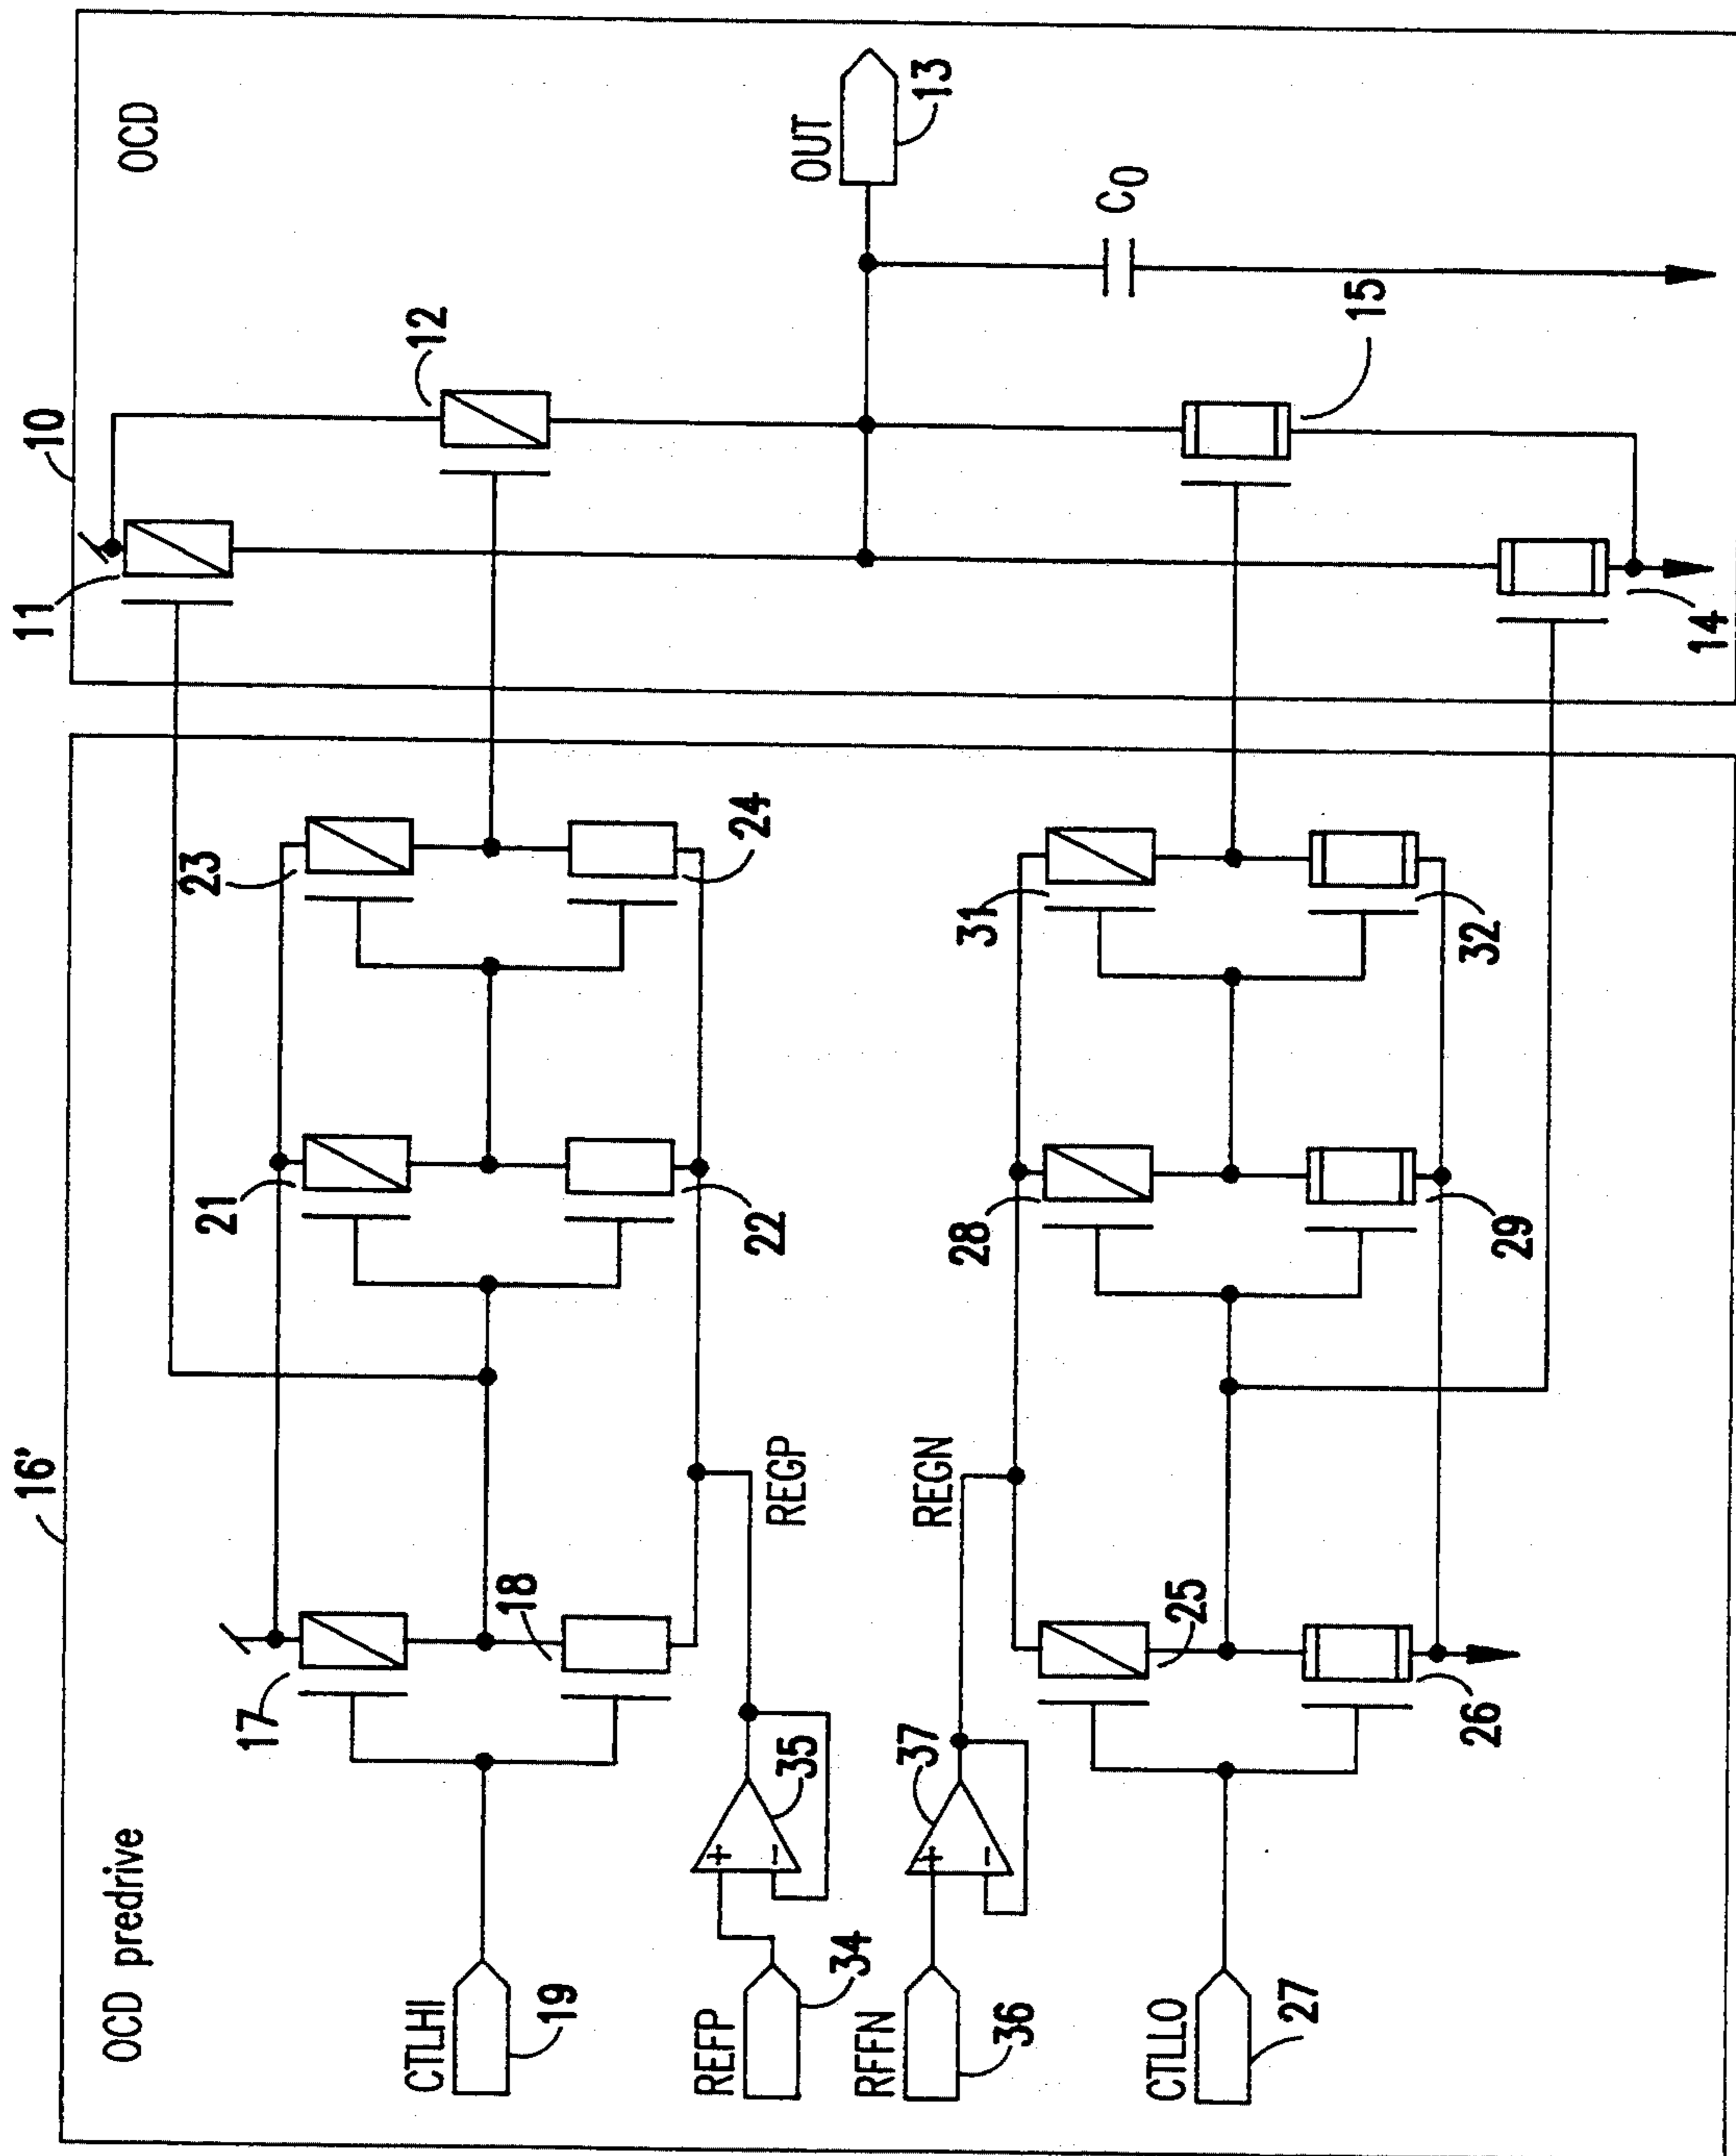 16'
OCD predrive
10
OCD
11
12
OUT
13
C0
15
14
17
18
CTLHI
19
21
22
23
24
REFP
34
35
REGP
RFFN
36
37
REGN
25
26
CTLLO
27
28
29
31
32